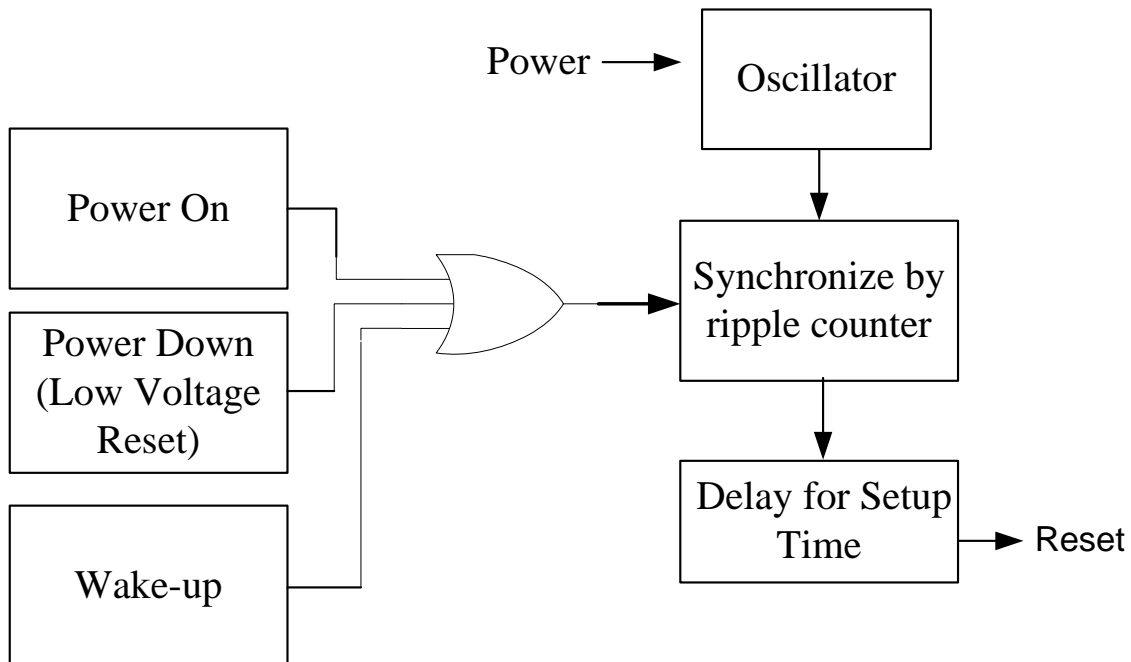 Power
Oscillator
Power On
Synchronize by
ripple counter
Power Down
(Low Voltage
Reset)
Delay for Setup
Time
Reset
Wake-up